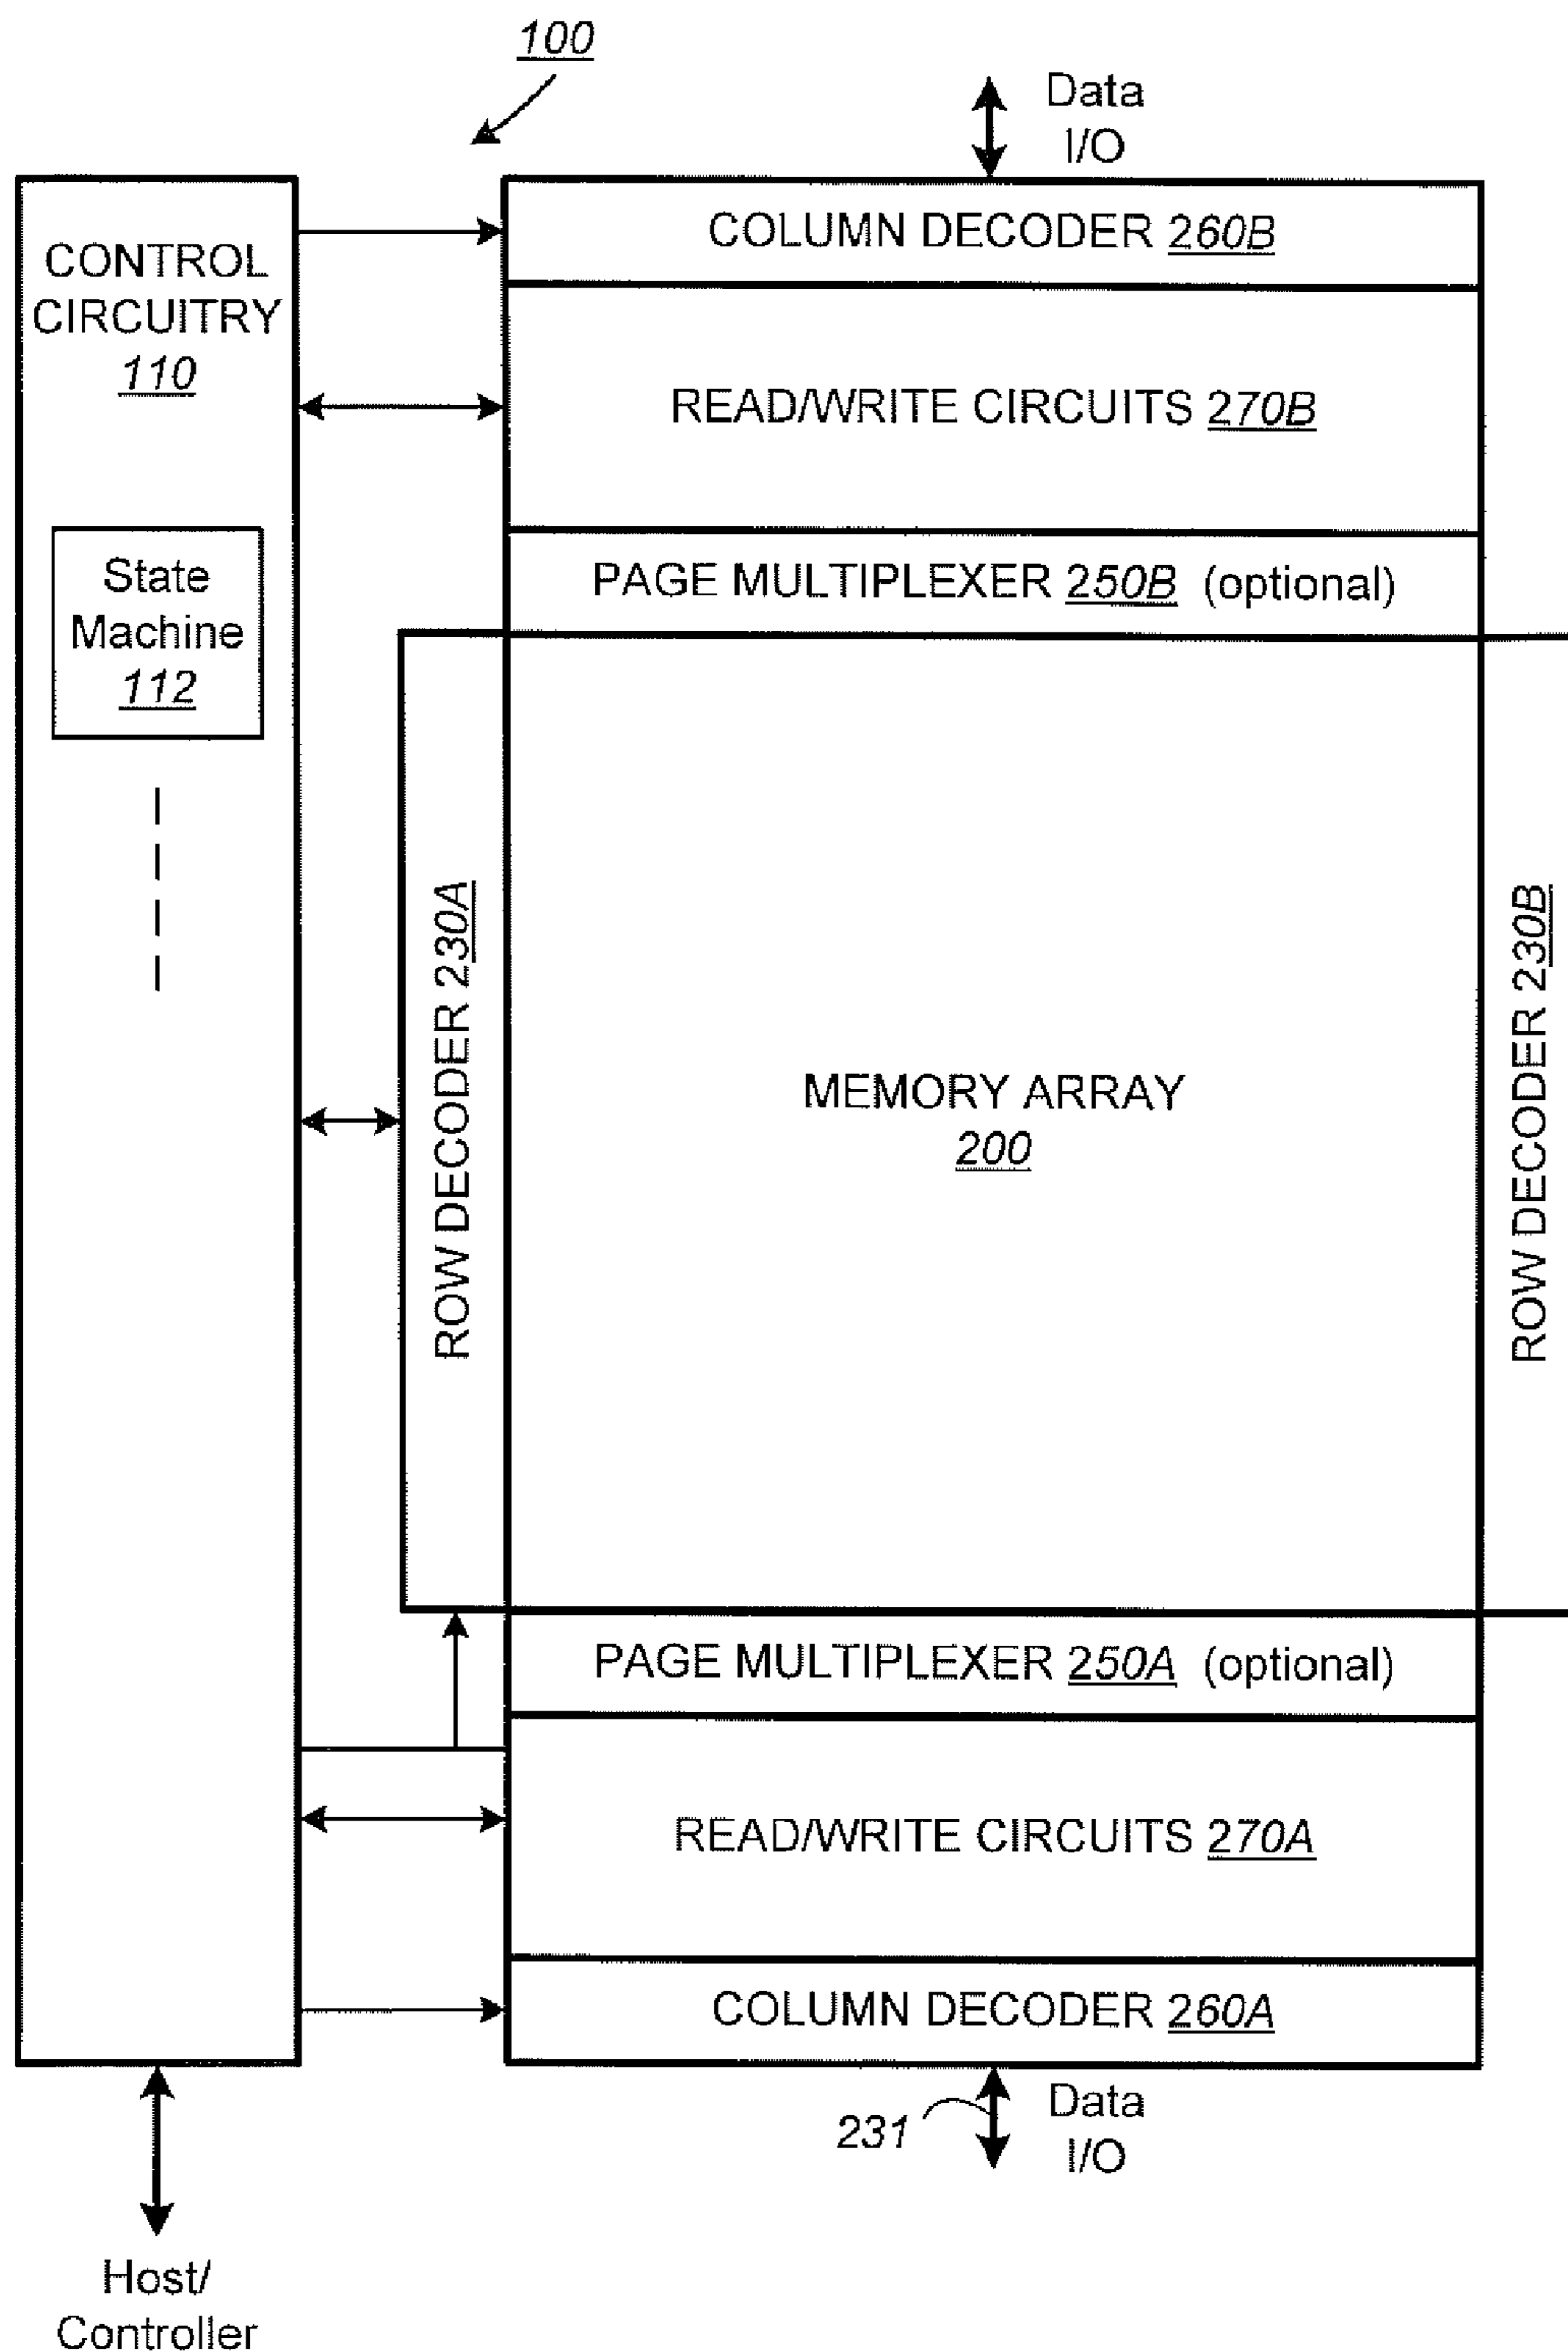 100
Data
I/O
CONTROL
CIRCUITRY
110
COLUMN DECODER 260B
READ/WRITE CIRCUITS 270B
State
Machine
112
PAGE MULTIPLEXER 250B (optional)
ROW DECODER 230A
MEMORY ARRAY
200
ROW DECODER 230B
PAGE MULTIPLEXER 250A (optional)
READ/WRITE CIRCUITS 270A
COLUMN DECODER 260A
231
Data
I/O
Host/
Controller